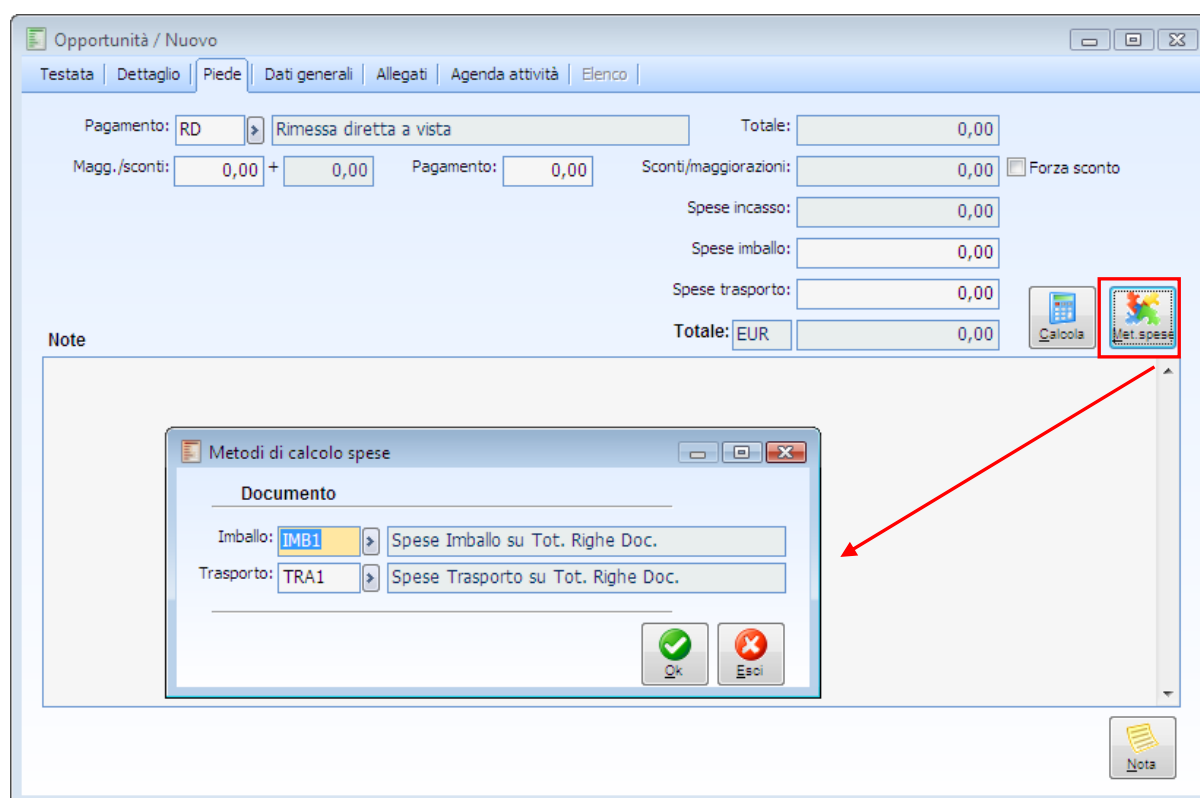 Opportunità / Nuovo
Testata Dettaglio Piede Dati generali Allegati Agenda attività Elenco
Pagamento: RD Rimessa diretta a vista Totale: 0,00
Magg./sconti: 0,00 + 0,00 Pagamento: 0,00 Sconti/maggiorazioni: 0,00 Forza sconto
Spese incasso: 0,00
Spese imballo: 0,00
Spese trasporto: 0,00
Note Totale: EUR 0,00 Calcola Met.spese
Metodi di calcolo spese
Documento
Imballo: IMB1 Spese Imballo su Tot. Righe Doc.
Trasporto: TRA1 Spese Trasporto su Tot. Righe Doc.
Ok Esci
Nota